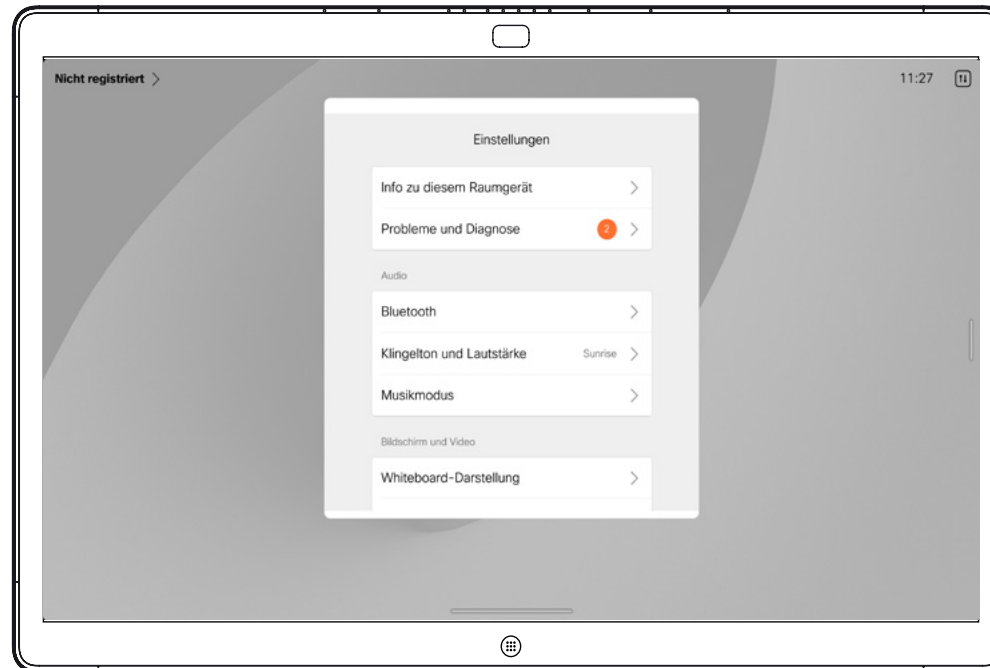 Nicht registriert
11:27
Einstellungen
Info zu diesem Raumgerät
Probleme und Diagnose 2
Audio
Bluetooth
Klingelton und Lautstärke Sunrise
Musikmodus
Bildschirm und Video
Whiteboard-Darstellung